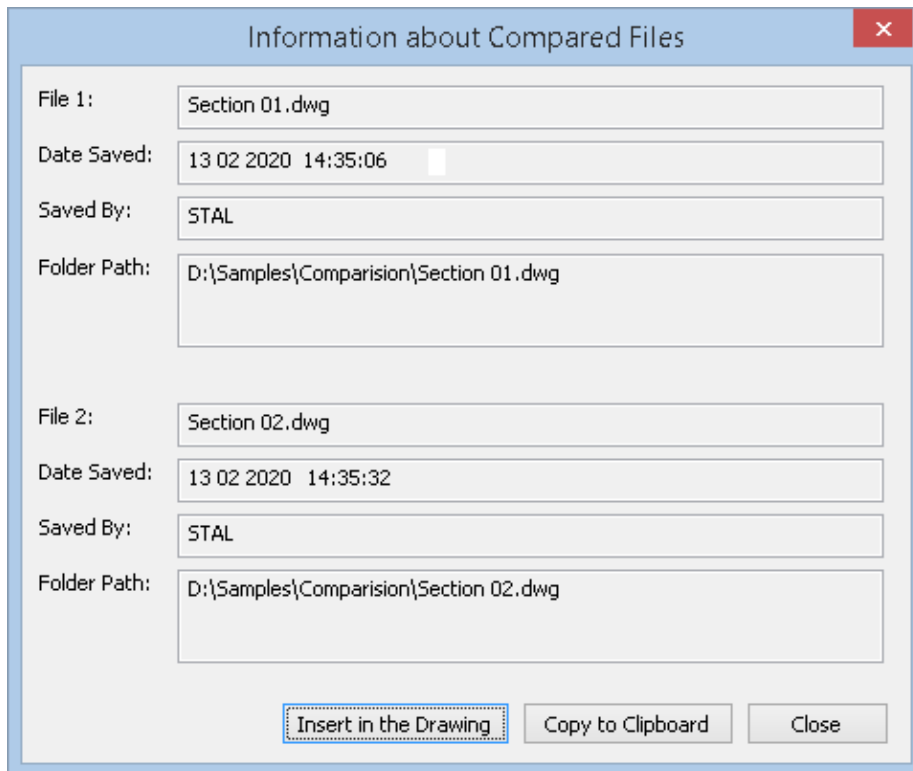 Information about Compared Files
File 1: Section 01.dwg
Date Saved: 13 02 2020 14:35:06
Saved By: STAL
Folder Path: D:\Samples\Comparision\Section 01.dwg
File 2: Section 02.dwg
Date Saved: 13 02 2020 14:35:32
Saved By: STAL
Folder Path: D:\Samples\Comparision\Section 02.dwg
Insert in the Drawing Copy to Clipboard Close